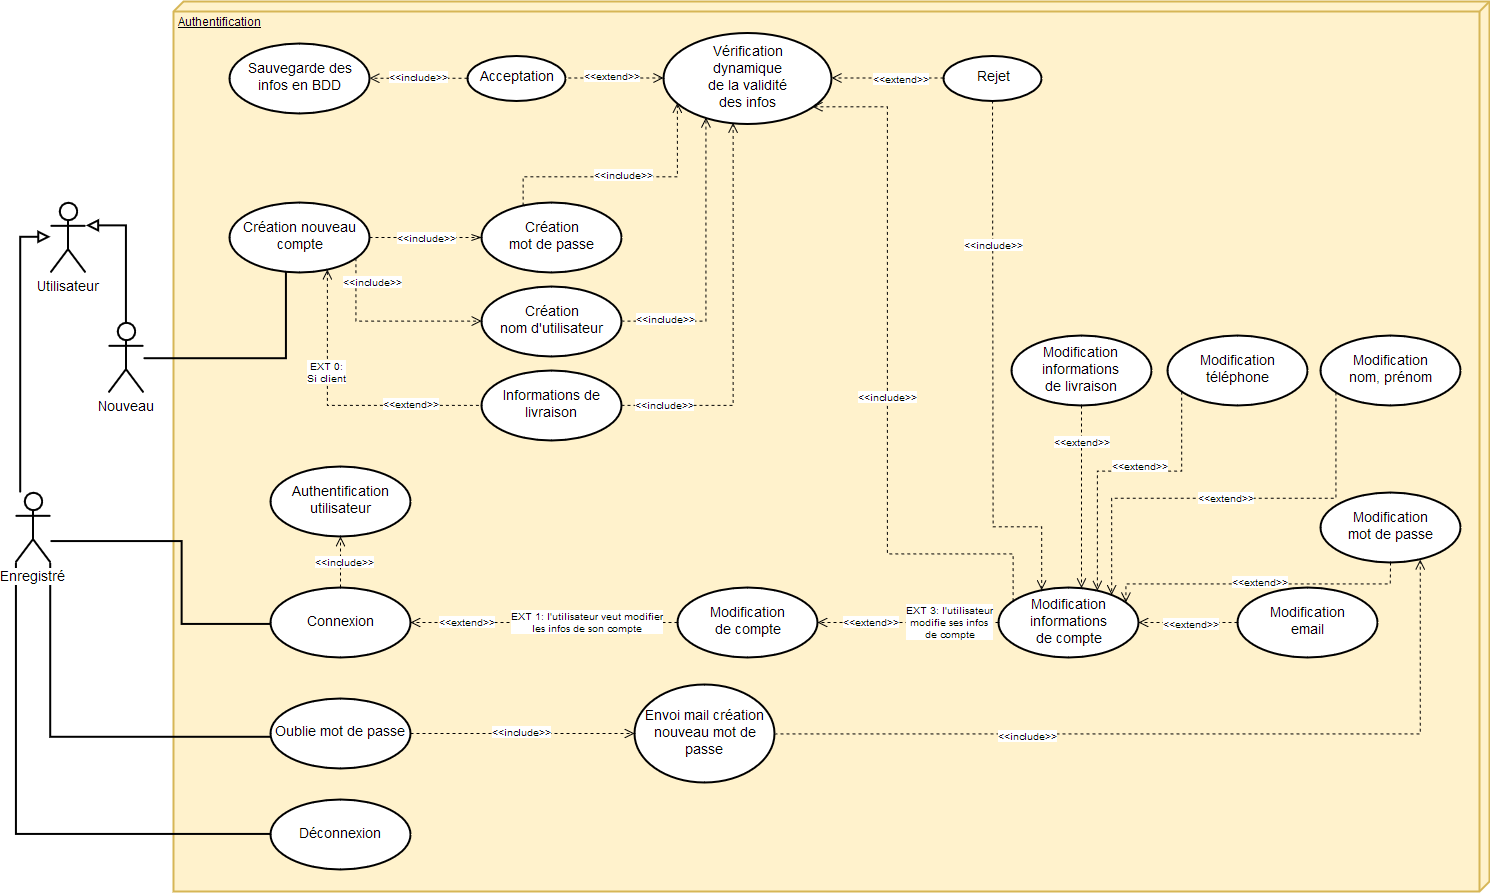 Authentification
Sauvegarde des
infos en BDD
<<include>>
Acceptation
<<extend>>
Vérification
dynamique
de la validité
des infos
<<extend>>
Rejet
<<include>>
Création nouveau
compte
<<include>>
Création
mot de passe
<<include>>
<<include>>
Utilisateur
Création
nom d'utilisateur
<<include>>
EXT 0:
Si client
Nouveau
<<extend>>
Informations de
livraison
<<include>>
<<include>>
Modification
informations
de livraison
Modification
téléphone
Modification
nom, prénom
<<extend>>
<<extend>>
<<extend>>
Authentification
utilisateur
Modification
mot de passe
<<include>>
Enregistré
<<extend>>
Connexion
<<extend>>
EXT 1: l'utilisateur veut modifier
les infos de son compte
Modification
de compte
<<extend>>
EXT 3: l'utilisateur
modifie ses infos
de compte
Modification
informations
de compte
<<extend>>
Modification
email
Oublie mot de passe
<<include>>
Envoi mail création
nouveau mot de
passe
<<include>>
Déconnexion